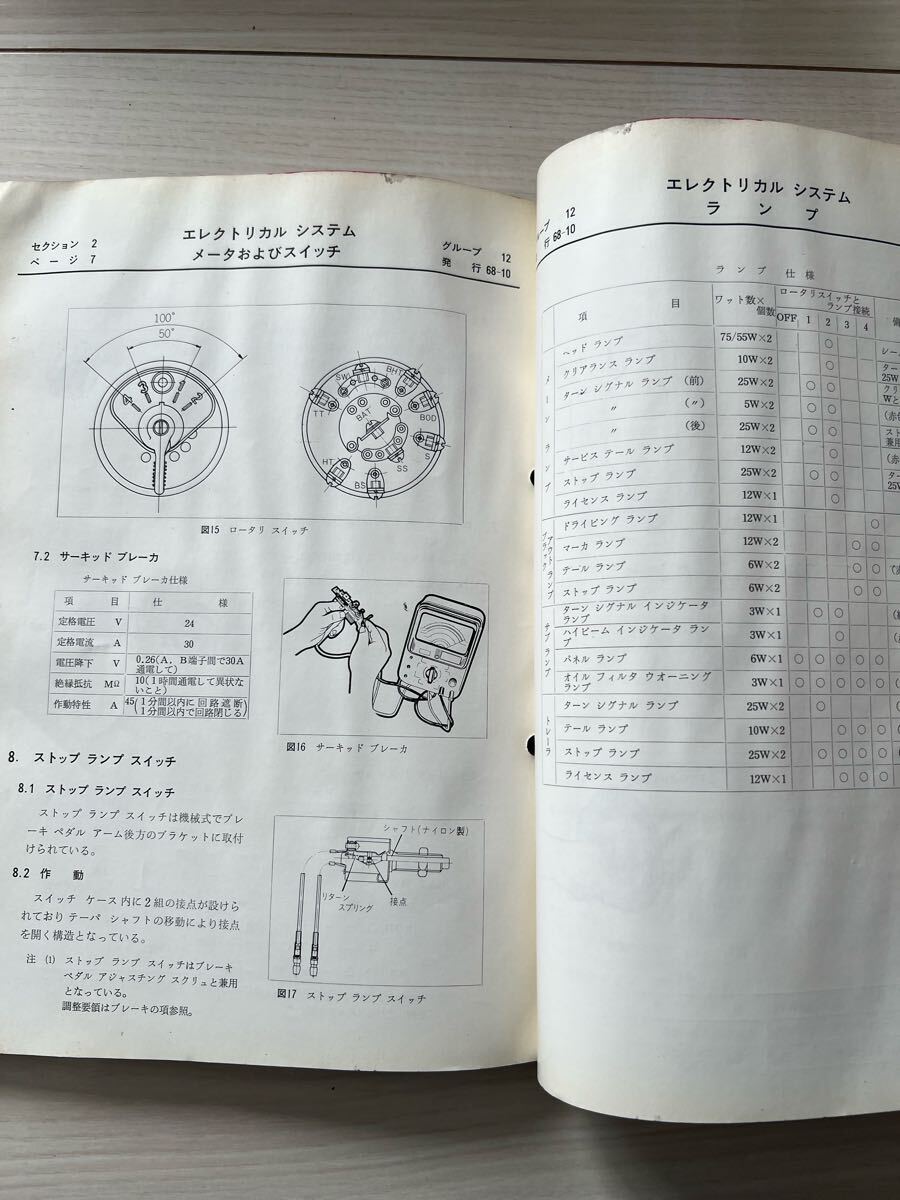 セクション 2
ページ 7
エレクトリカル システム
メータおよびスイッチ
グループ 12
発 行 68-10
100°
50°
4 3 1 2
SW
BHT
TT
BAT
BOD
HT
S
BS
SS
図15 ロータリ スイッチ
7.2 サーキッド ブレーカ
サーキッド ブレーカ仕様
項 目 仕 様
定格電圧 V 24
定格電流 A 30
電圧降下 V 0.26(A, B端子間で30A
通電して)
絶縁抵抗 MΩ 10(1時間通電して異状な
いこと)
作動特性 A 45(1分間以内に回路遮断
1分間以内で回路閉じる)
図16 サーキッド ブレーカ
8. ストップ ランプ スイッチ
8.1 ストップ ランプ スイッチ
ストップ ランプ スイッチは機械式でブレ
ーキ ペダル アーム後方のブラケットに取付
けられている。
8.2 作 動
スイッチ ケース内に2組の接点が設けら
れておりテーパ シャフトの移動により接点
を開く構造となっている。
注 (1) ストップ ランプ スイッチはブレーキ
ペダル アジャスチング スクリュと兼用
となっている。
調整要領はブレーキの項参照。
シャフト(ナイロン製)
リターン
スプリング
接点
図17 ストップ ランプ スイッチ
ープ 12
行 68-10
エレクトリカル システム
ランプ
ランプ 仕様
項 目 ワット数×
個数 ロータリスイッチと
ランプ接続 備
OFF 1 2 3 4
メーンランプ
ヘッド ランプ 75/55W×2 ○
クリアランス ランプ 10W×2 ○
ターン シグナル ランプ (前) 25W×2 ○ ○
〃 (〃) 5W×2 ○ ○
〃 (後) 25W×2 ○ ○
サービス テール ランプ 12W×2 ○
ストップ ランプ 25W×2 ○ ○
ライセンス ランプ 12W×1 ○
ブラックアウトランプ
ドライビング ランプ 12W×1 ○
マーカ ランプ 12W×2 ○ ○
テール ランプ 6W×2 ○ ○
ストップ ランプ 6W×2 ○ ○
サブランプ
ターン シグナル インジケータ
ランプ 3W×1 ○ ○
ハイビーム インジケータ ラン
プ 3W×1 ○
パネル ランプ 6W×1 ○ ○ ○ ○ ○
オイル フィルタ ウオーニング
ランプ 3W×1 ○ ○ ○ ○ ○
トレーラ
ターン シグナル ランプ 25W×2 ○
テール ランプ 10W×2 ○ ○ ○
ストップ ランプ 25W×2 ○ ○ ○ ○
ライセンス ランプ 12W×1 ○ ○ ○